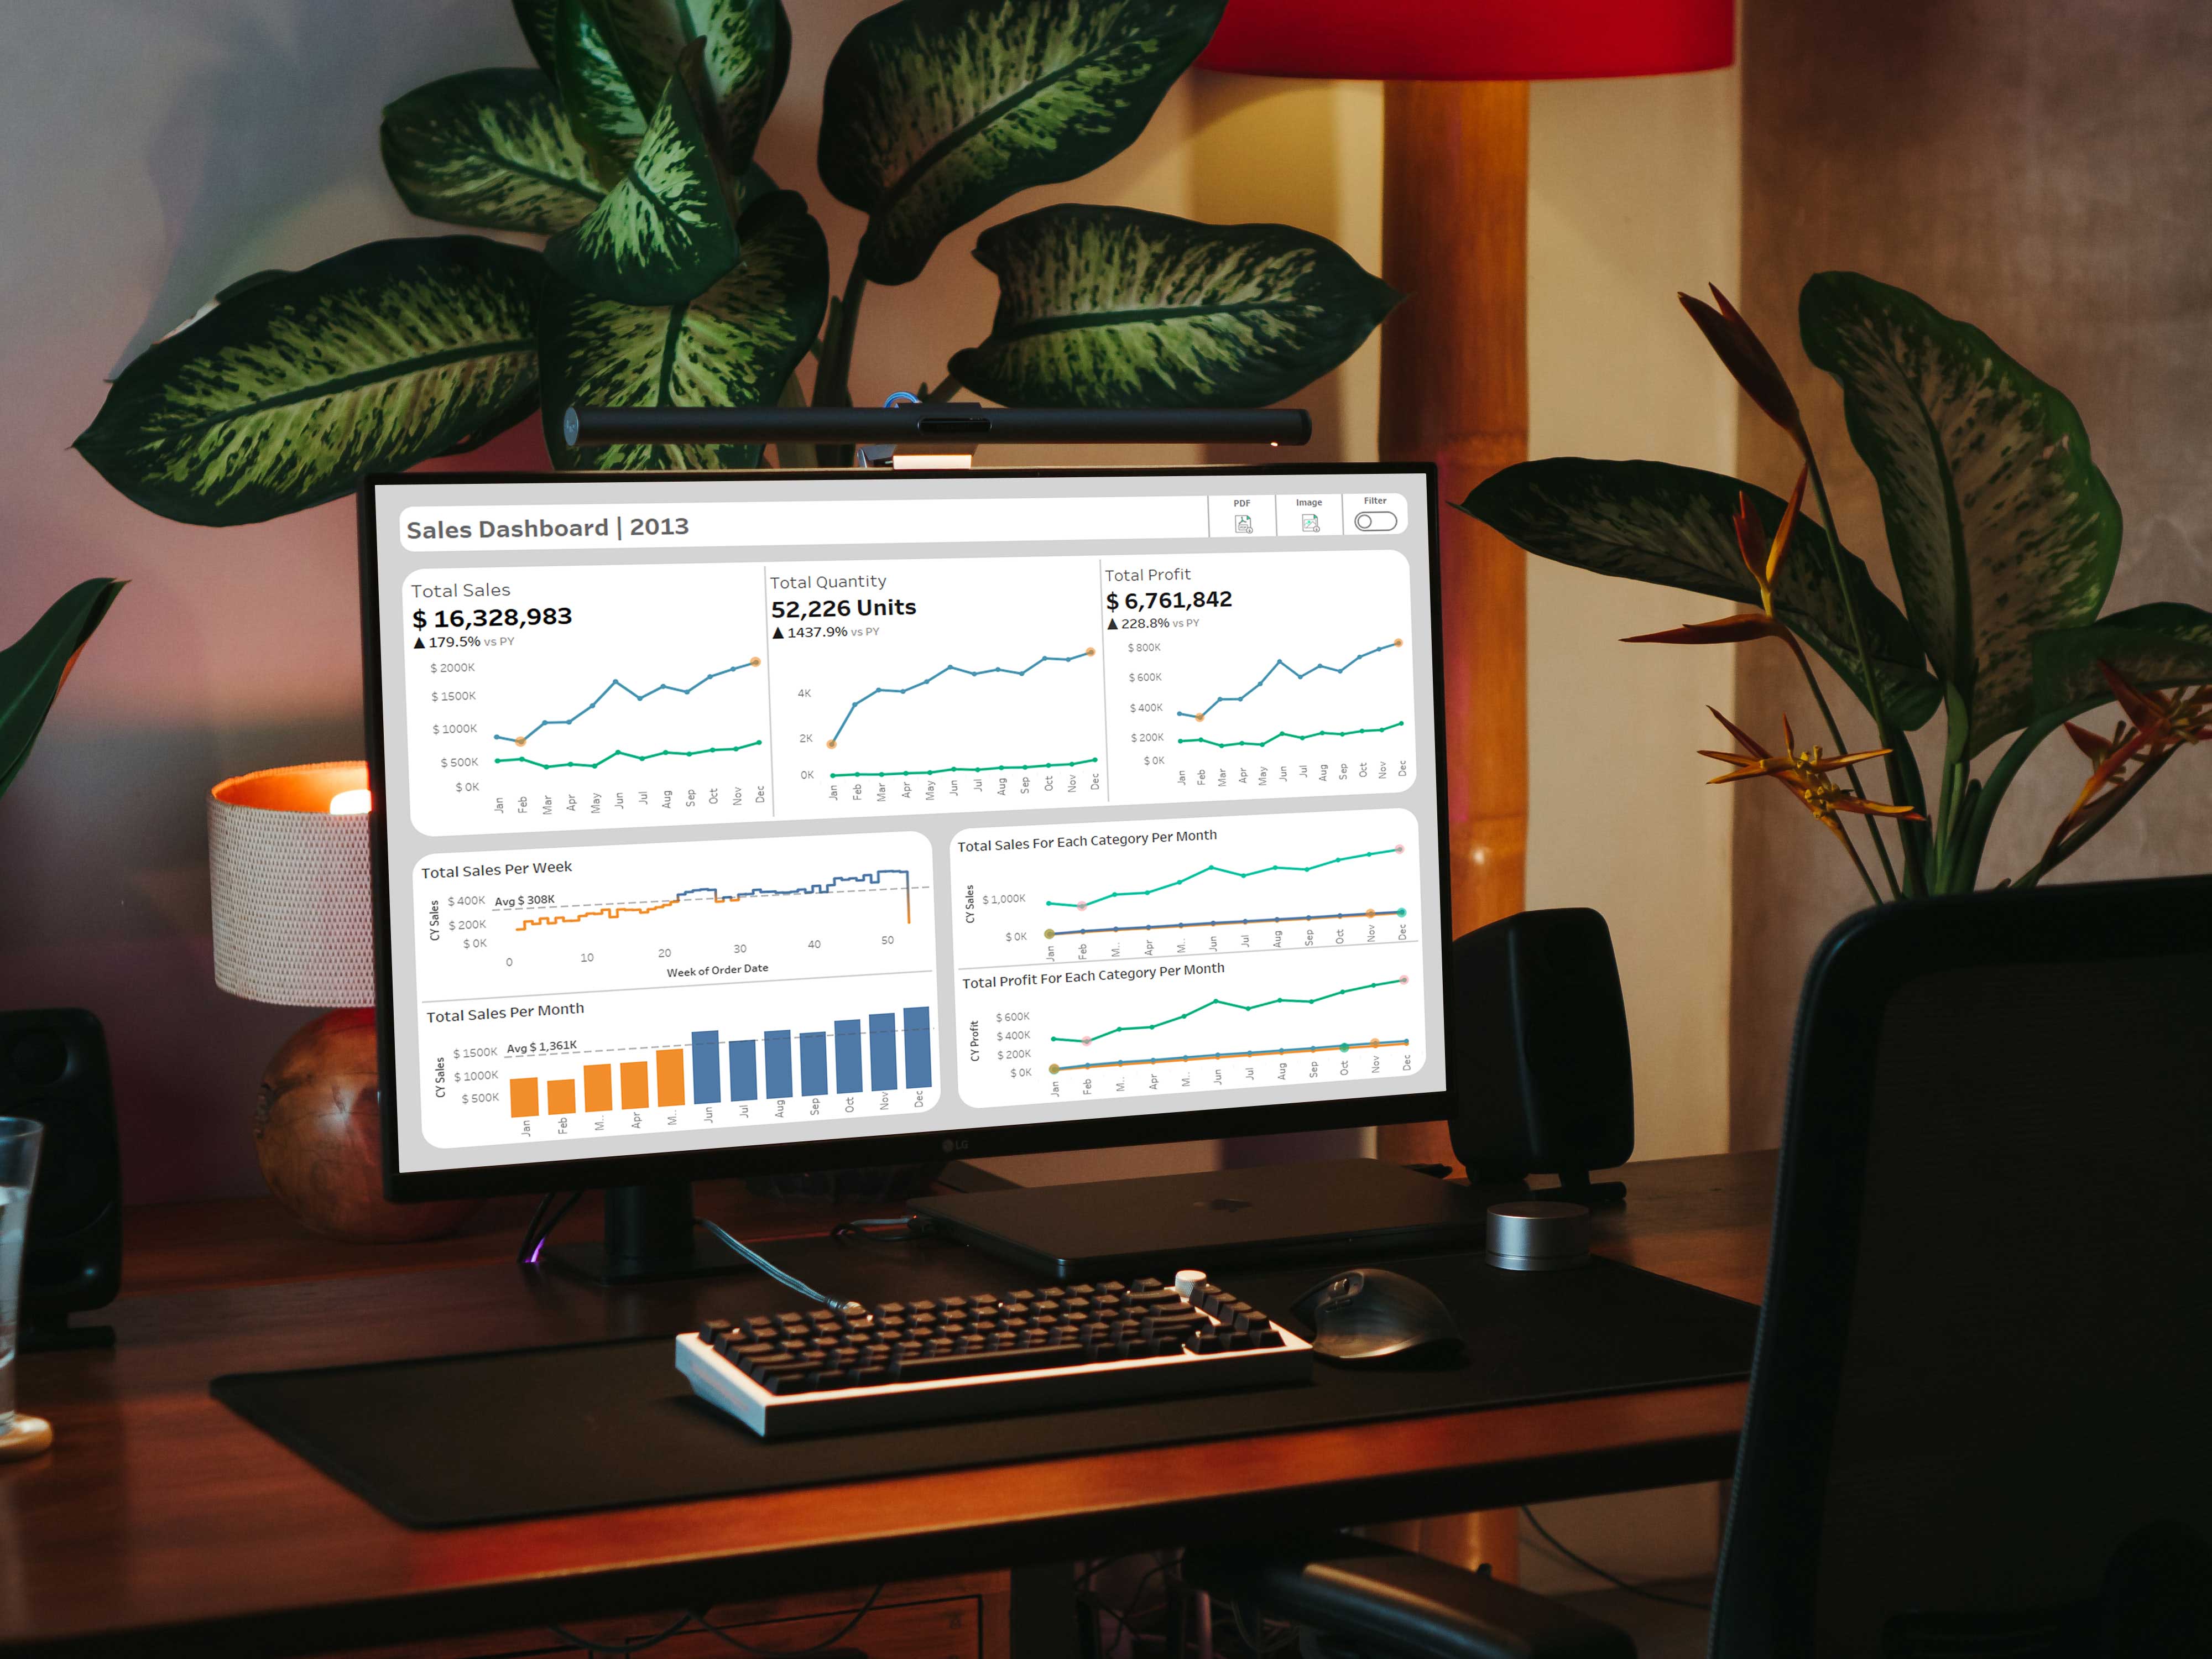 Sales Dashboard | 2013
PDF
Image
Filter
Total Sales
$ 16,328,983
▲ 179.5% vs PY
$ 2000K
$ 1500K
$ 1000K
$ 500K
$ 0K
Jan Feb Mar Apr May Jun Jul Aug Sep Oct Nov Dec
Total Quantity
52,226 Units
▲ 1437.9% vs PY
4K
2K
0K
Jan Feb Mar Apr May Jun Jul Aug Sep Oct Nov Dec
Total Profit
$ 6,761,842
▲ 228.8% vs PY
$ 800K
$ 600K
$ 400K
$ 200K
$ 0K
Jan Feb Mar Apr May Jun Jul Aug Sep Oct Nov Dec
Total Sales Per Week
CY Sales
$ 400K
$ 200K
$ 0K
Avg $ 308K
0 10 20 30 40 50
Week of Order Date
Total Sales Per Month
CY Sales
$ 1500K
$ 1000K
$ 500K
Avg $ 1,361K
Jan Feb M.. Apr M.. Jun Jul Aug Sep Oct Nov Dec
Total Sales For Each Category Per Month
CY Sales
$ 1,000K
$ 0K
Jan Feb M.. Apr M.. Jun Jul Aug Sep Oct Nov Dec
Total Profit For Each Category Per Month
CY Profit
$ 600K
$ 400K
$ 200K
$ 0K
Jan Feb M.. Apr M.. Jun Jul Aug Sep Oct Nov Dec
LG